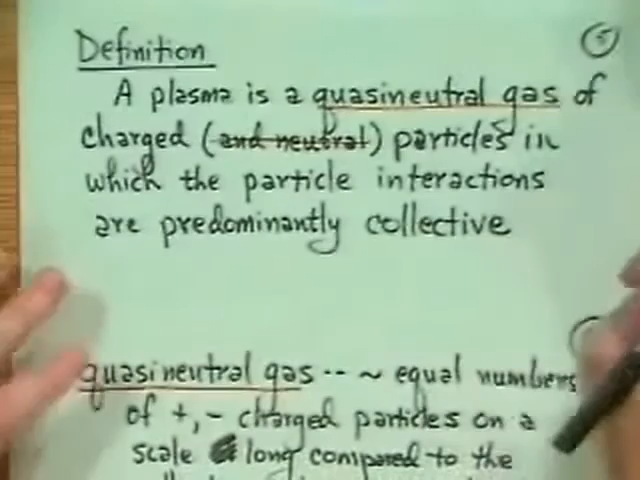 Definition
5
A plasma is a quasineutral gas of
charged (and neutral) particles in
which the particle interactions
are predominantly collective
quasineutral gas -- ~ equal numbers
of +, - charged particles on a
scale long compared to the